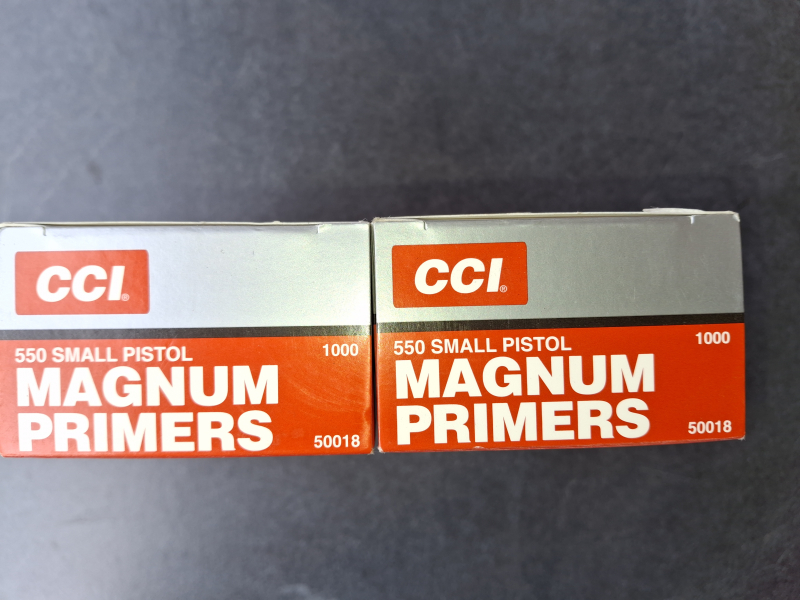 CCI®
550 SMALL PISTOL 1000
MAGNUM
PRIMERS 50018
CCI®
550 SMALL PISTOL 1000
MAGNUM
PRIMERS 50018